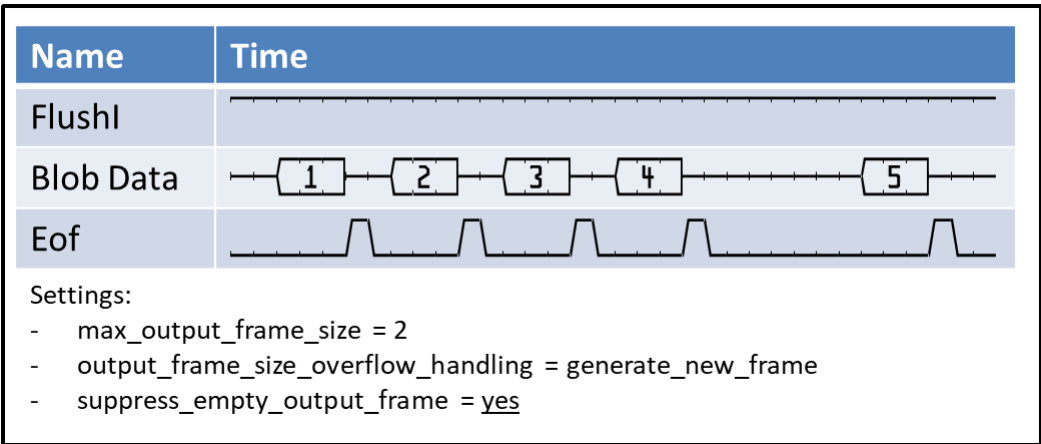 Name Time
FlushI
Blob Data 1 2 3 4 5
Eof
Settings:
- max_output_frame_size = 2
- output_frame_size_overflow_handling = generate_new_frame
- suppress_empty_output_frame = yes